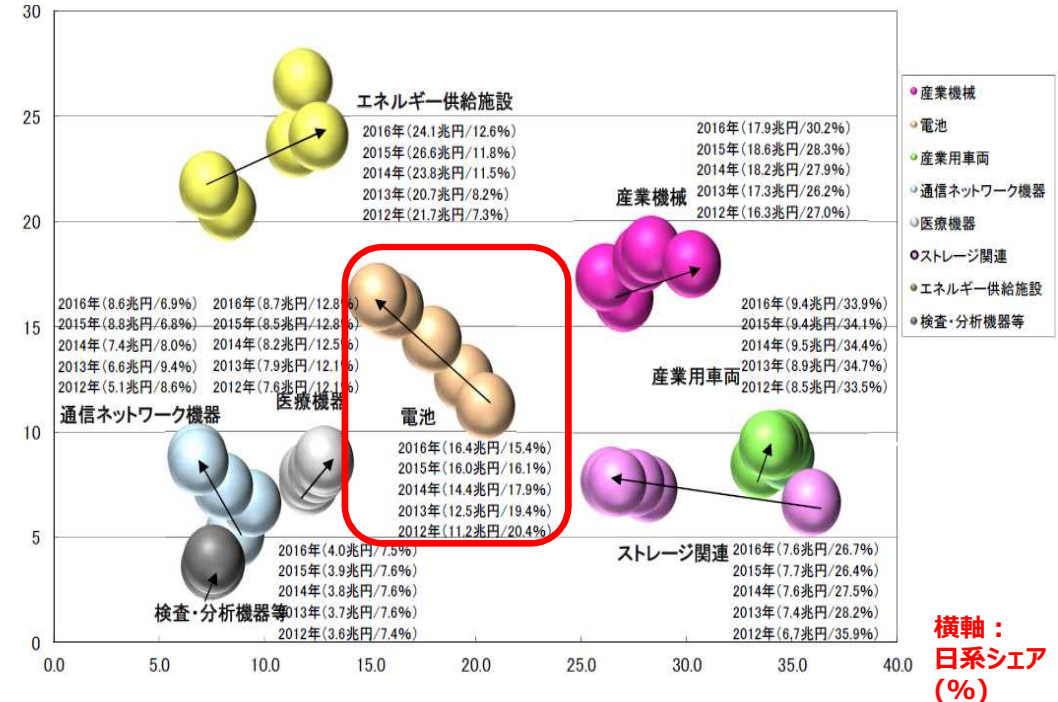 30
25
20
15
10
5
0
0.0
5.0
10.0
15.0
20.0
25.0
30.0
35.0
40.0
エネルギー供給施設
2016年(24.1兆円/12.6%)
2015年(26.6兆円/11.8%)
2014年(23.8兆円/11.5%)
2013年(20.7兆円/8.2%)
2012年(21.7兆円/7.3%)
産業機械
2016年(17.9兆円/30.2%)
2015年(18.6兆円/28.3%)
2014年(18.2兆円/27.9%)
2013年(17.3兆円/26.2%)
2012年(16.3兆円/27.0%)
2016年(8.6兆円/6.9%)
2015年(8.8兆円/6.8%)
2014年(7.4兆円/8.0%)
2013年(6.6兆円/9.4%)
2012年(5.1兆円/8.6%)
通信ネットワーク機器
2016年(8.7兆円/12.8%)
2015年(8.5兆円/12.8%)
2014年(8.2兆円/12.5%)
2013年(7.9兆円/12.1%)
2012年(7.6兆円/12.1%)
医療機器
電池
2016年(16.4兆円/15.4%)
2015年(16.0兆円/16.1%)
2014年(14.4兆円/17.9%)
2013年(12.5兆円/19.4%)
2012年(11.2兆円/20.4%)
2016年(9.4兆円/33.9%)
2015年(9.4兆円/34.1%)
2014年(9.5兆円/34.4%)
2013年(8.9兆円/34.7%)
2012年(8.5兆円/33.5%)
産業用車両
検査・分析機器等
2016年(4.0兆円/7.5%)
2015年(3.9兆円/7.6%)
2014年(3.8兆円/7.6%)
2013年(3.7兆円/7.6%)
2012年(3.6兆円/7.4%)
ストレージ関連
2016年(7.6兆円/26.7%)
2015年(7.7兆円/26.4%)
2014年(7.6兆円/27.5%)
2013年(7.4兆円/28.2%)
2012年(6.7兆円/35.9%)
産業機械
電池
産業用車両
通信ネットワーク機器
医療機器
ストレージ関連
エネルギー供給施設
検査・分析機器等
横軸：
日系シェア
(%)